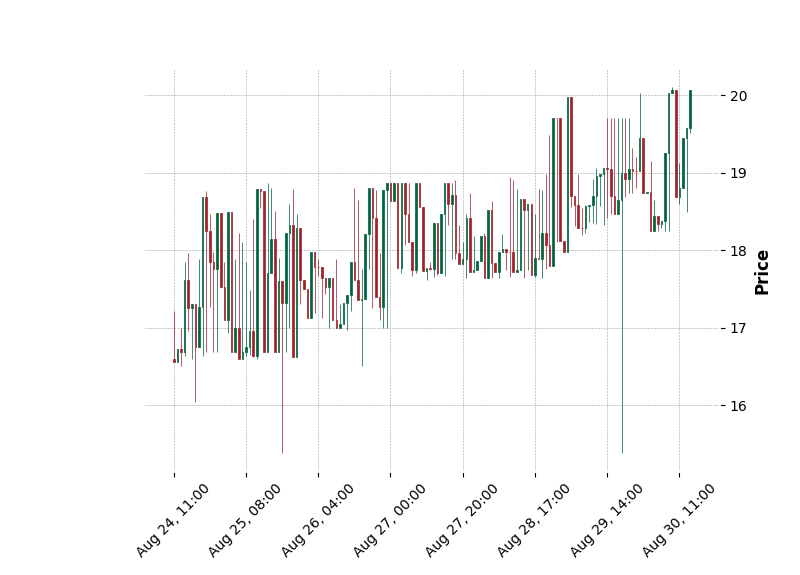 20
19
18
17
16
Price
Aug 24, 11:00
Aug 25, 08:00
Aug 26, 04:00
Aug 27, 00:00
Aug 27, 20:00
Aug 28, 17:00
Aug 29, 14:00
Aug 30, 11:00